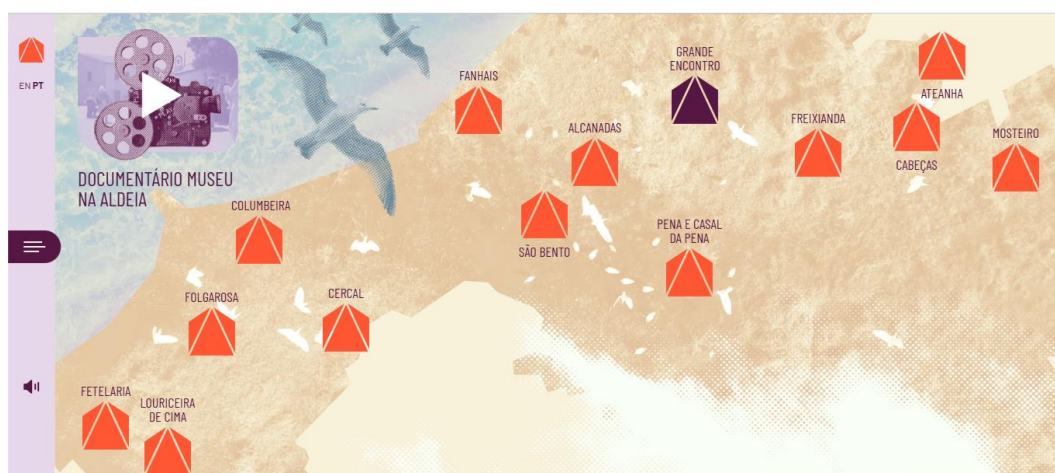 EN PT
DOCUMENTÁRIO MUSEU
NA ALDEIA
FANHAIS
GRANDE
ENCONTRO
ALCANADAS
FREIXIANDA
ATEANHA
CABEÇAS
MOSTEIRO
COLUMBEIRA
SÃO BENTO
PENA E CASAL
DA PENA
FOLGAROSA
CERCAL
FETELARIA
LOURICEIRA
DE CIMA